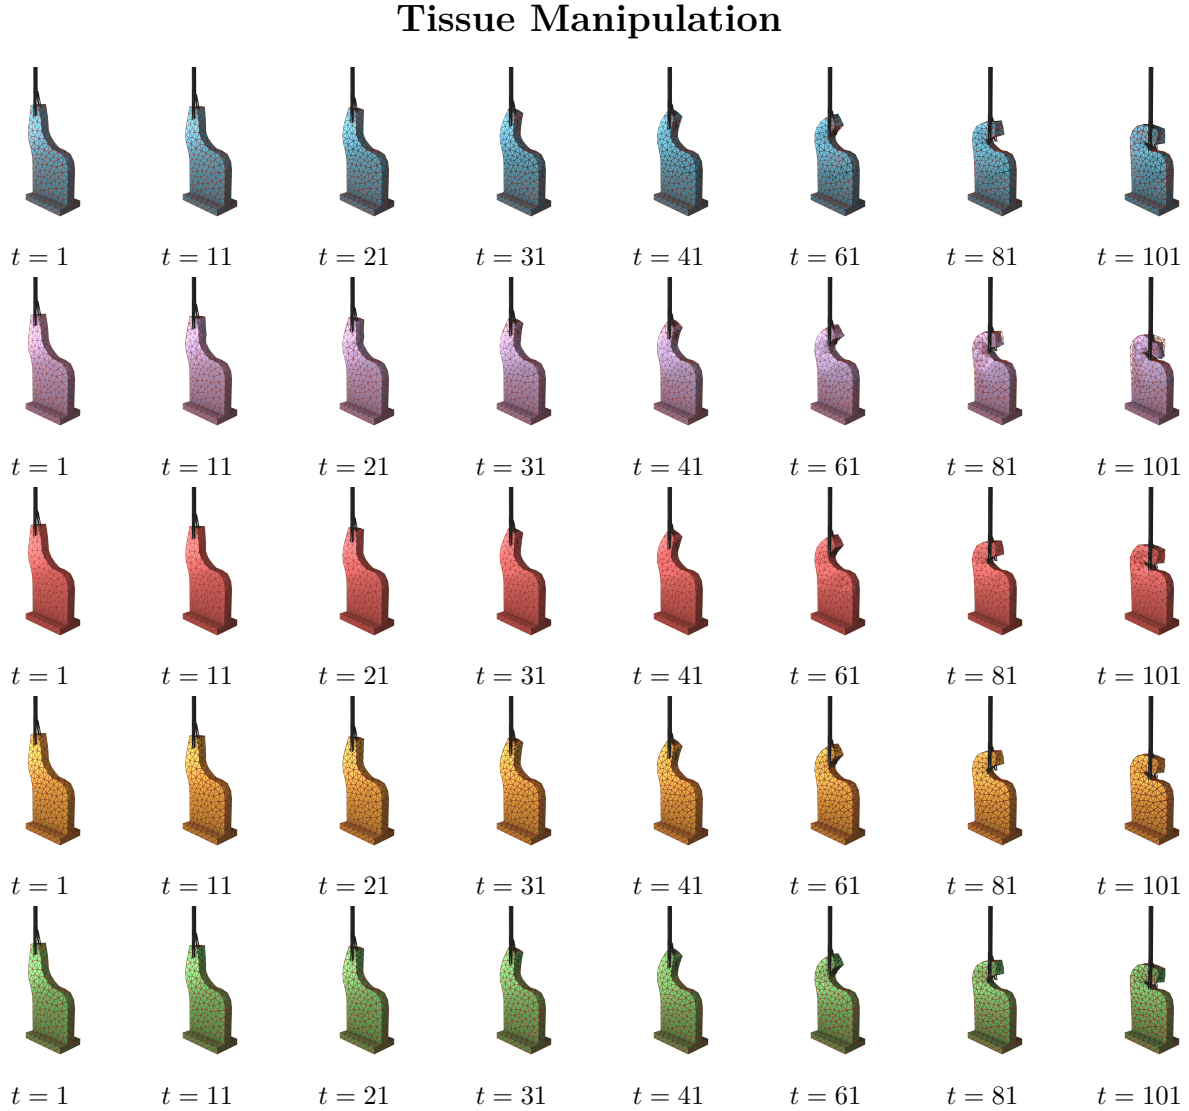 Tissue Manipulation
t = 1 t = 11 t = 21 t = 31 t = 41 t = 61 t = 81 t = 101
t = 1 t = 11 t = 21 t = 31 t = 41 t = 61 t = 81 t = 101
t = 1 t = 11 t = 21 t = 31 t = 41 t = 61 t = 81 t = 101
t = 1 t = 11 t = 21 t = 31 t = 41 t = 61 t = 81 t = 101
t = 1 t = 11 t = 21 t = 31 t = 41 t = 61 t = 81 t = 101